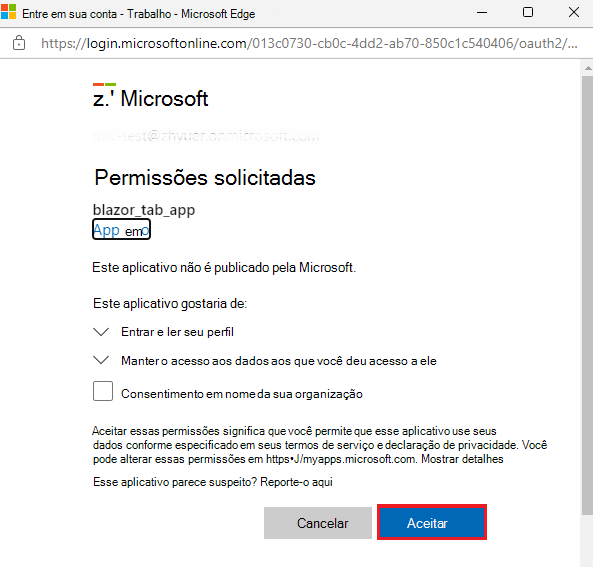 Entre em sua conta - Trabalho - Microsoft Edge
https://login.microsoftonline.com/013c0730-cb0c-4dd2-ab70-850c1c540406/oauth2/...
z.' Microsoft
Permissões solicitadas
blazor_tab_app
App emo
Este aplicativo não é publicado pela Microsoft.
Este aplicativo gostaria de:
Entrar e ler seu perfil
Manter o acesso aos dados aos que você deu acesso a ele
Consentimento em nome da sua organização
Aceitar essas permissões significa que você permite que esse aplicativo use seus
dados conforme especificado em seus termos de serviço e declaração de privacidade. Você
pode alterar essas permissões em https•J/myapps.microsoft.com. Mostrar detalhes
Esse aplicativo parece suspeito? Reporte-o aqui
Cancelar
Aceitar